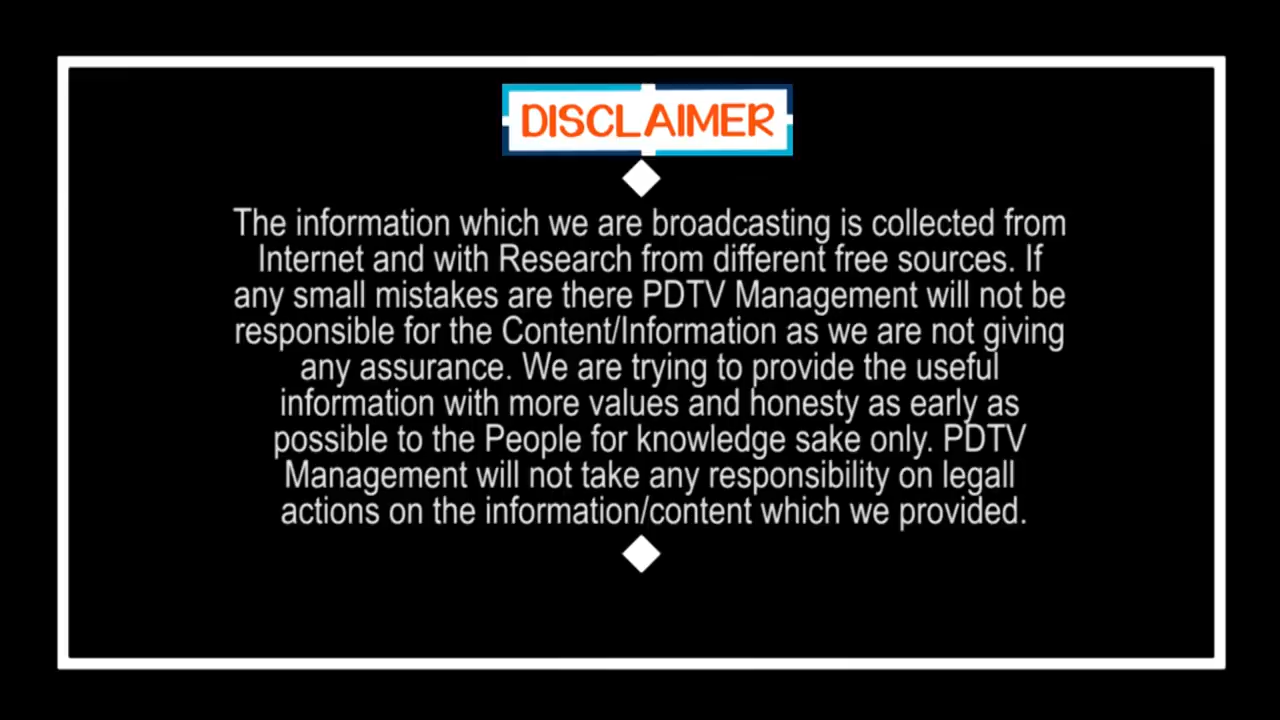 DISCLAIMER
The information which we are broadcasting is collected from
Internet and with Research from different free sources. If
any small mistakes are there PDTV Management will not be
responsible for the Content/Information as we are not giving
any assurance. We are trying to provide the useful
information with more values and honesty as early as
possible to the People for knowledge sake only. PDTV
Management will not take any responsibility on legall
actions on the information/content which we provided.